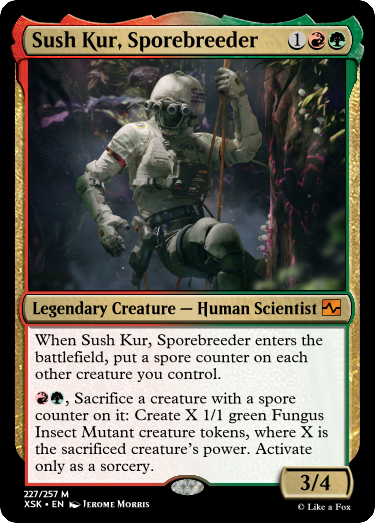 Sush Kur, Sporebreeder 1
Legendary Creature — Human Scientist
When Sush Kur, Sporebreeder enters the
battlefield, put a spore counter on each
other creature you control.
, Sacrifice a creature with a spore
counter on it: Create X 1/1 green Fungus
Insect Mutant creature tokens, where X is
the sacrificed creature's power. Activate
only as a sorcery.
3/4
227/257 M
XSK • EN Jerome Morris
© Like a Fox